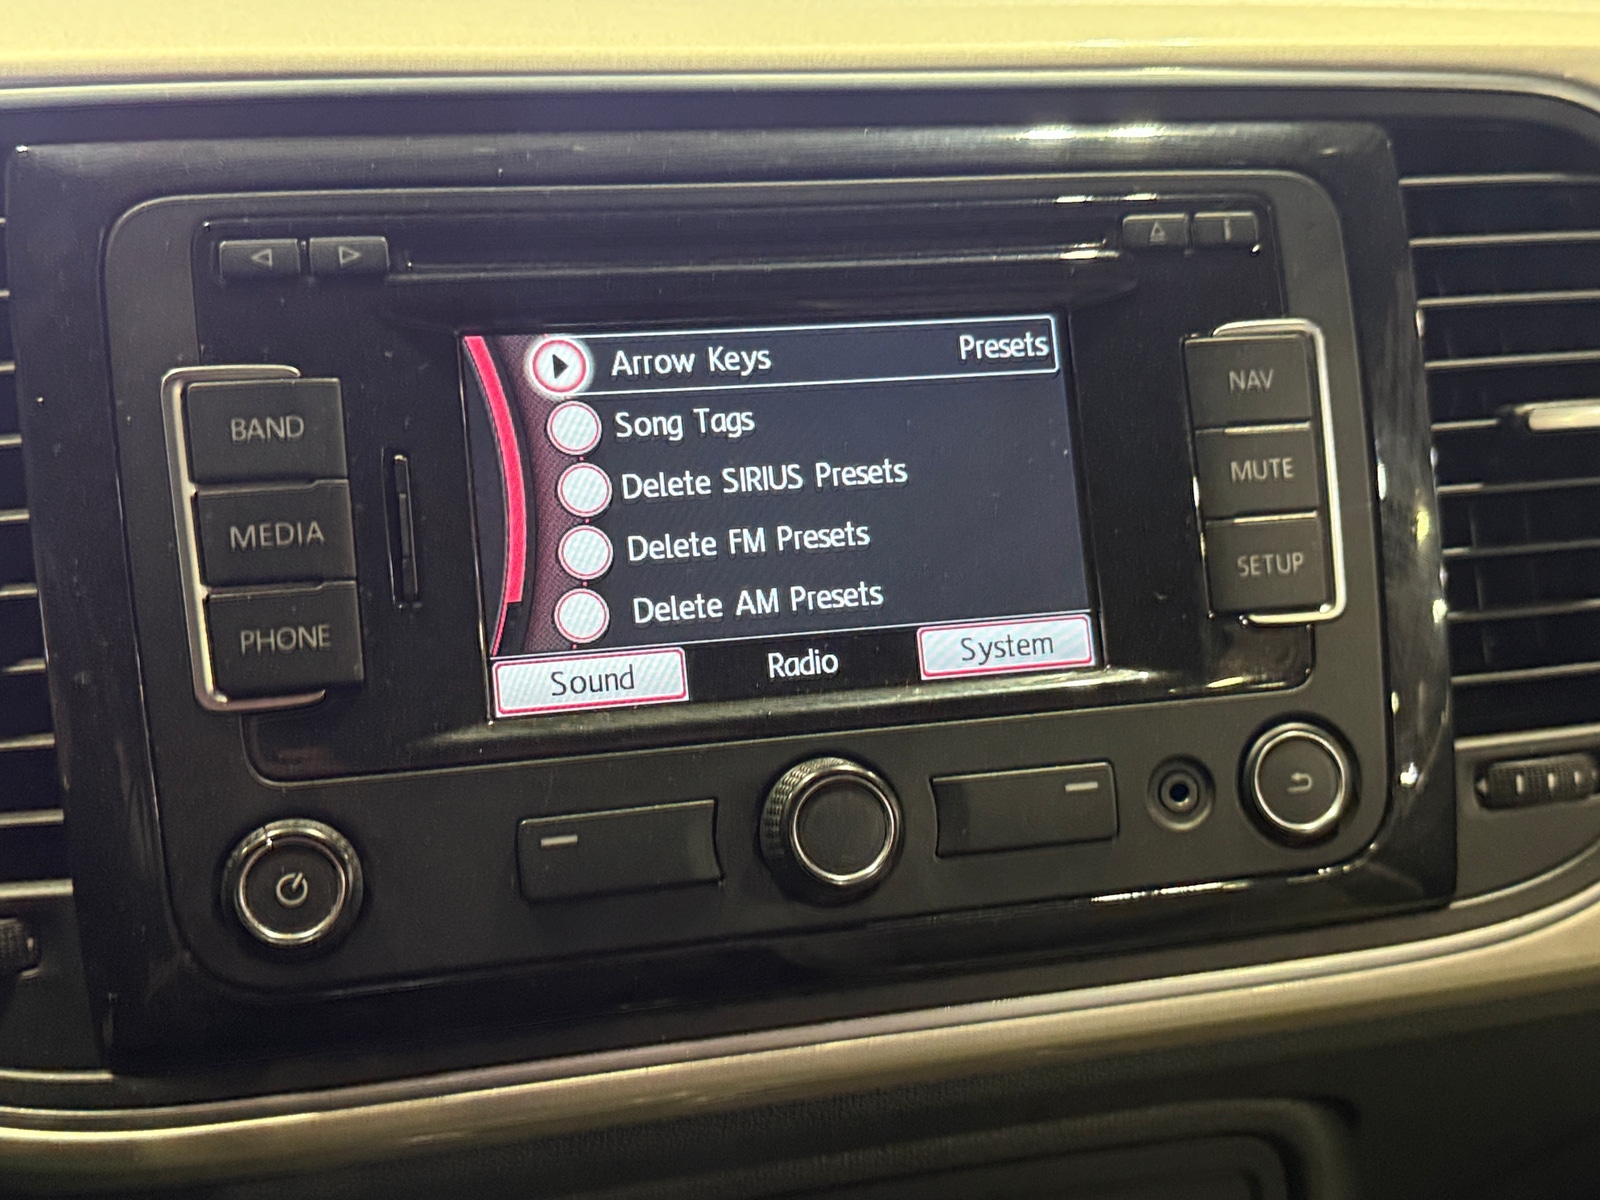 Arrow Keys Presets
Song Tags
Delete SIRIUS Presets
Delete FM Presets
Delete AM Presets
Sound Radio System
BAND
MEDIA
PHONE
NAV
MUTE
SETUP